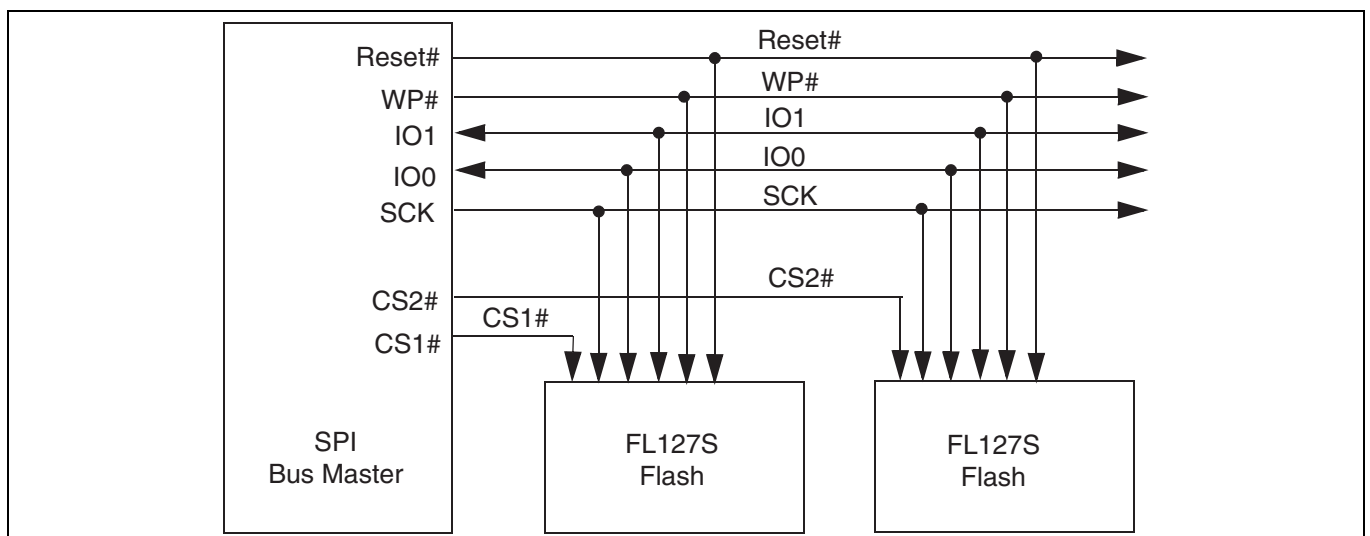 Reset#
Reset#
WP#
WP#
IO1
IO1
IO0
IO0
SCK
SCK
CS2#
CS2#
CS1#
CS1#
SPI
Bus Master
FL127S
Flash
FL127S
Flash